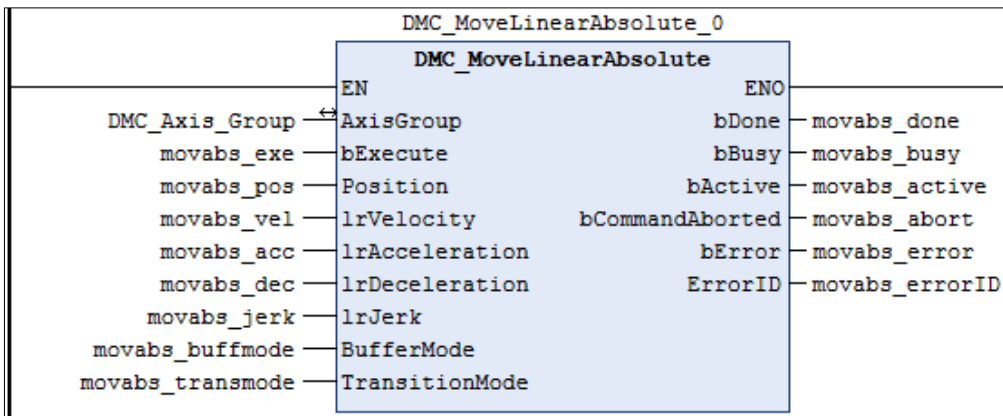 DMC_MoveLinearAbsolute_0
DMC_MoveLinearAbsolute
EN ENO
DMC_Axis_Group AxisGroup bDone movabs_done
movabs_exe bExecute bBusy movabs_busy
movabs_pos Position bActive movabs_active
movabs_vel lrVelocity bCommandAborted movabs_abort
movabs_acc lrAcceleration bError movabs_error
movabs_dec lrDeceleration ErrorID movabs_errorID
movabs_jerk lrJerk
movabs_buffmode BufferMode
movabs_transmode TransitionMode